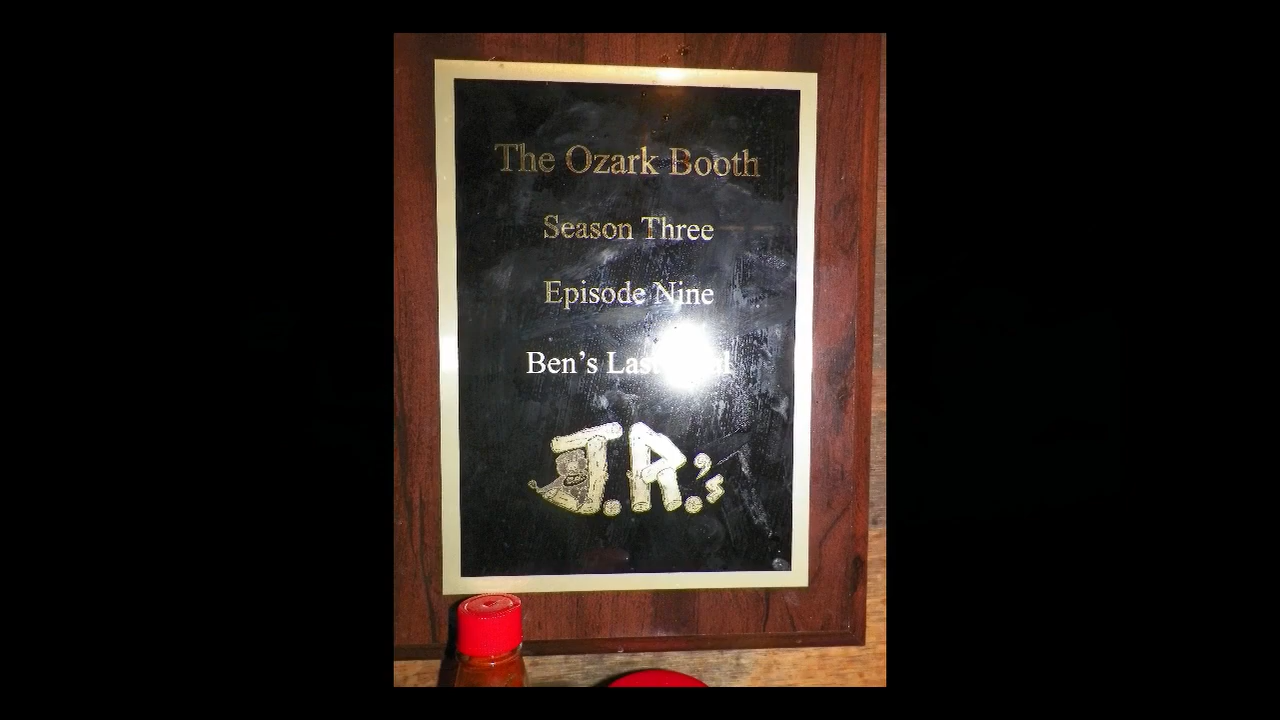 The Ozark Booth
Season Three
Episode Nine
Ben’s Last
J.R.'s